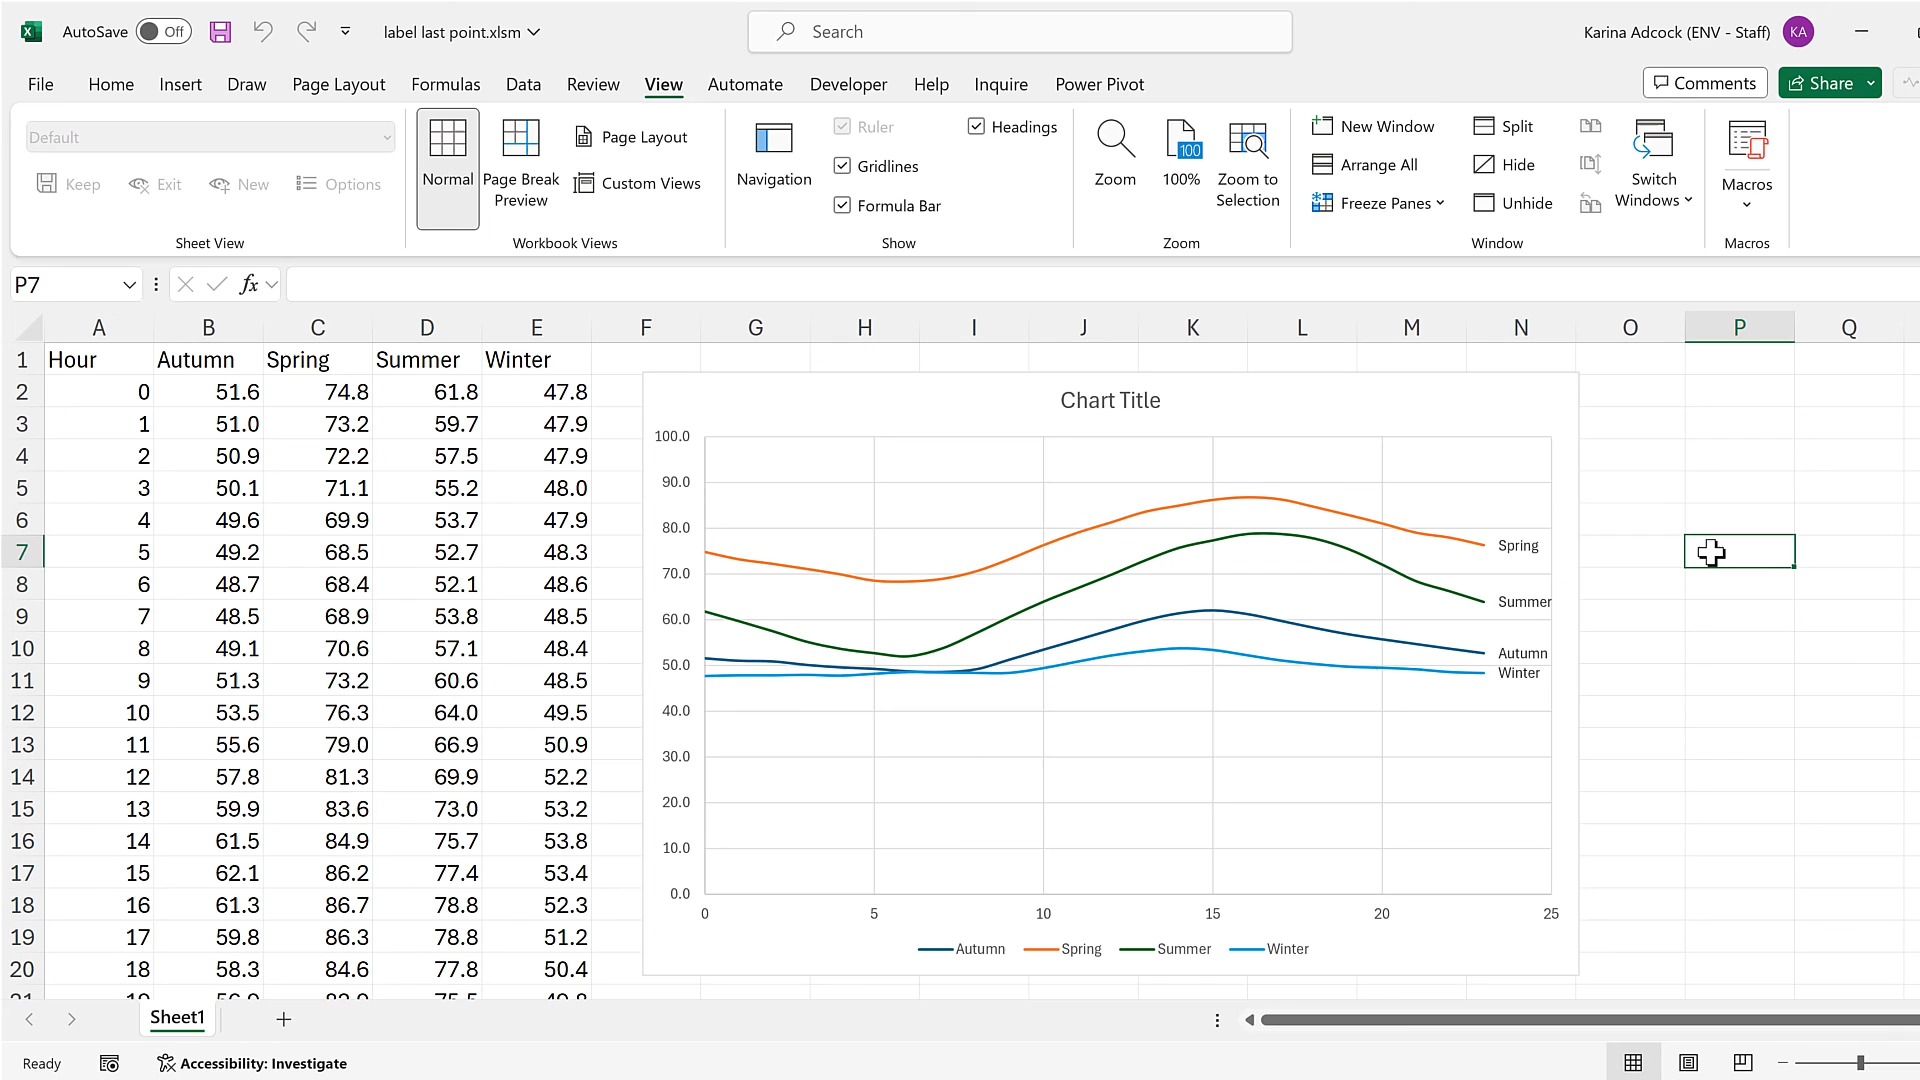 AutoSave Off label last point.xlsm Search Karina Adcock (ENV - Staff) KA
File Home Insert Draw Page Layout Formulas Data Review View Automate Developer Help Inquire Power Pivot Comments Share
Default
Keep Exit New Options
Sheet View
Normal
Page Break Preview
Page Layout
Custom Views
Workbook Views
Navigation
Ruler
Gridlines
Formula Bar
Headings
Show
Zoom
100
100%
Zoom to Selection
Zoom
New Window
Arrange All
Freeze Panes
Split
Hide
Unhide
Switch Windows
Window
Macros
Macros
P7 fx
A B C D E F G H I J K L M N O P Q
1 Hour Autumn Spring Summer Winter
2 0 51.6 74.8 61.8 47.8
3 1 51.0 73.2 59.7 47.9
4 2 50.9 72.2 57.5 47.9
5 3 50.1 71.1 55.2 48.0
6 4 49.6 69.9 53.7 47.9
7 5 49.2 68.5 52.7 48.3
8 6 48.7 68.4 52.1 48.6
9 7 48.5 68.9 53.8 48.5
10 8 49.1 70.6 57.1 48.4
11 9 51.3 73.2 60.6 48.5
12 10 53.5 76.3 64.0 49.5
13 11 55.6 79.0 66.9 50.9
14 12 57.8 81.3 69.9 52.2
15 13 59.9 83.6 73.0 53.2
16 14 61.5 84.9 75.7 53.8
17 15 62.1 86.2 77.4 53.4
18 16 61.3 86.7 78.8 52.3
19 17 59.8 86.3 78.8 51.2
20 18 58.3 84.6 77.8 50.4
Chart Title
100.0
90.0
80.0
70.0
60.0
50.0
40.0
30.0
20.0
10.0
0.0
Spring
Summer
Autumn
Winter
0 5 10 15 20 25
Autumn Spring Summer Winter
Sheet1
Ready Accessibility: Investigate